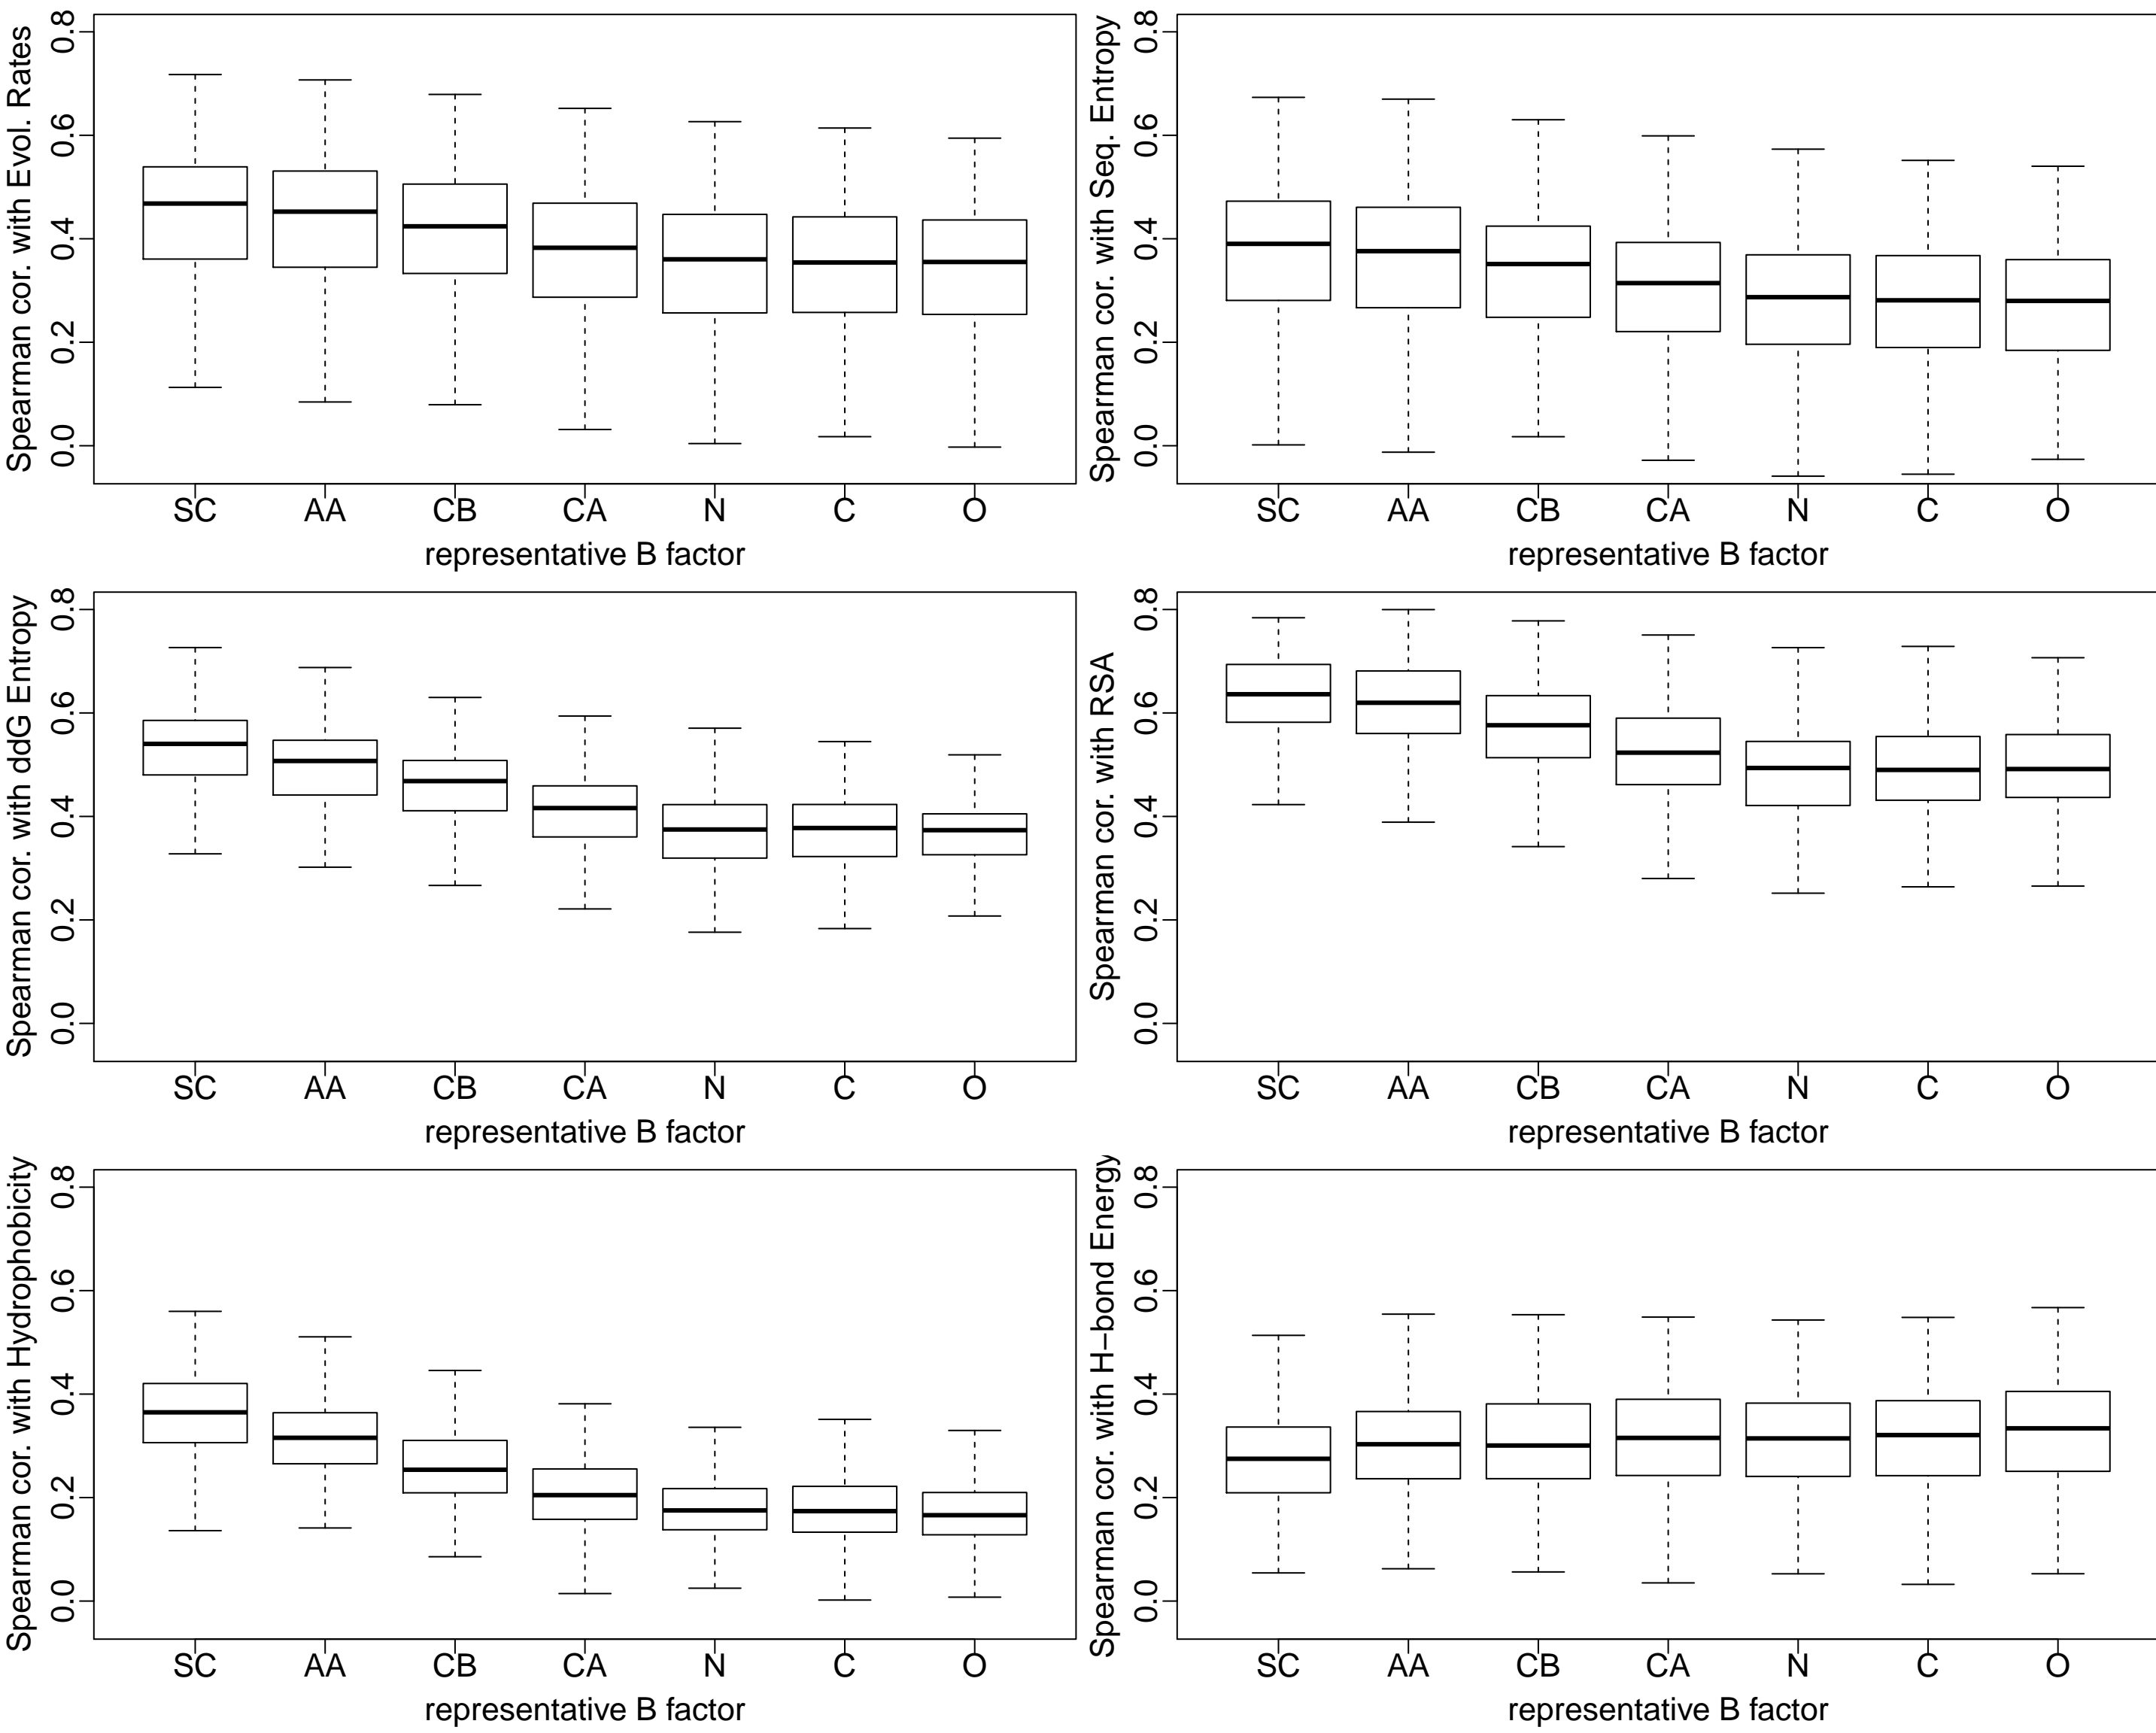 Spearman cor. with Evol. Rates
0.0 0.2 0.4 0.6 0.8
SC AA CB CA N C O
representative B factor
Spearman cor. with Seq. Entropy
0.0 0.2 0.4 0.6 0.8
SC AA CB CA N C O
representative B factor
Spearman cor. with ddG Entropy
0.0 0.2 0.4 0.6 0.8
SC AA CB CA N C O
representative B factor
Spearman cor. with RSA
0.0 0.2 0.4 0.6 0.8
SC AA CB CA N C O
representative B factor
Spearman cor. with Hydrophobicity
0.0 0.2 0.4 0.6 0.8
SC AA CB CA N C O
representative B factor
Spearman cor. with H−bond Energy
0.0 0.2 0.4 0.6 0.8
SC AA CB CA N C O
representative B factor